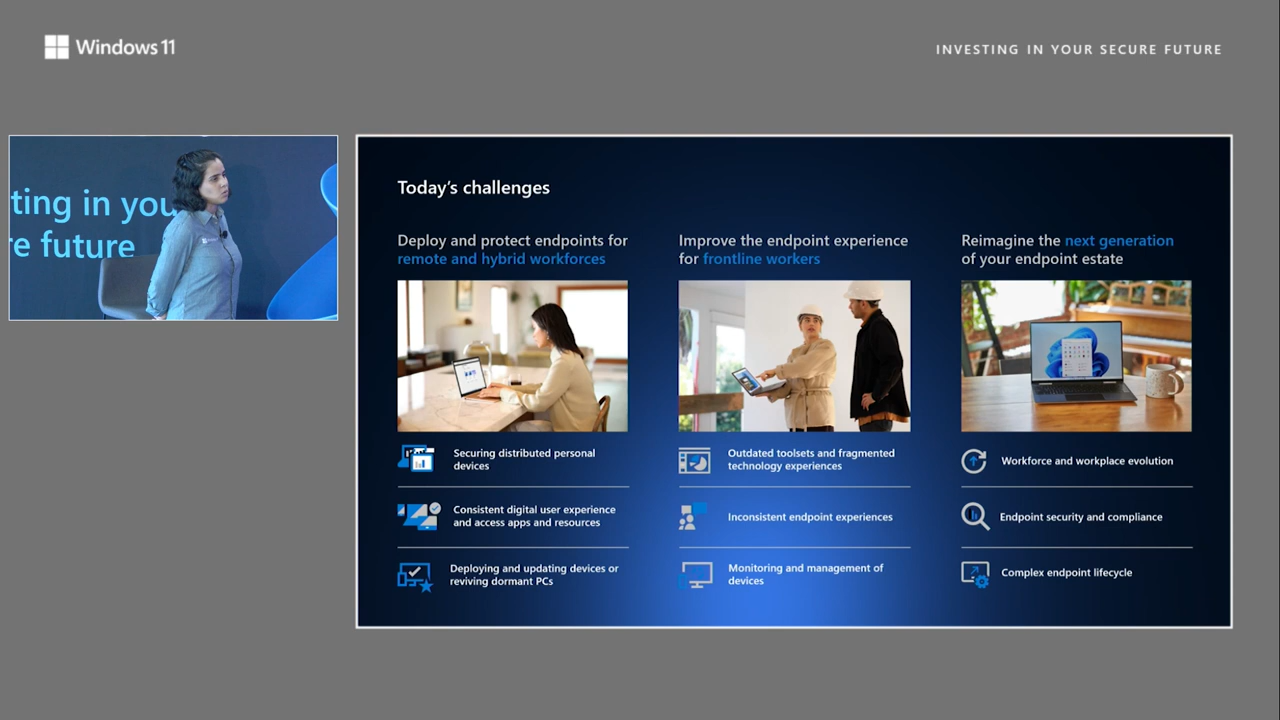 Windows 11
INVESTING IN YOUR SECURE FUTURE
ting in you
re future
Today's challenges
Deploy and protect endpoints for
remote and hybrid workforces
Securing distributed personal
devices
Consistent digital user experience
and access apps and resources
Deploying and updating devices or
reviving dormant PCs
Improve the endpoint experience
for frontline workers
Outdated toolsets and fragmented
technology experiences
Inconsistent endpoint experiences
Monitoring and management of
devices
Reimagine the next generation
of your endpoint estate
Workforce and workplace evolution
Endpoint security and compliance
Complex endpoint lifecycle